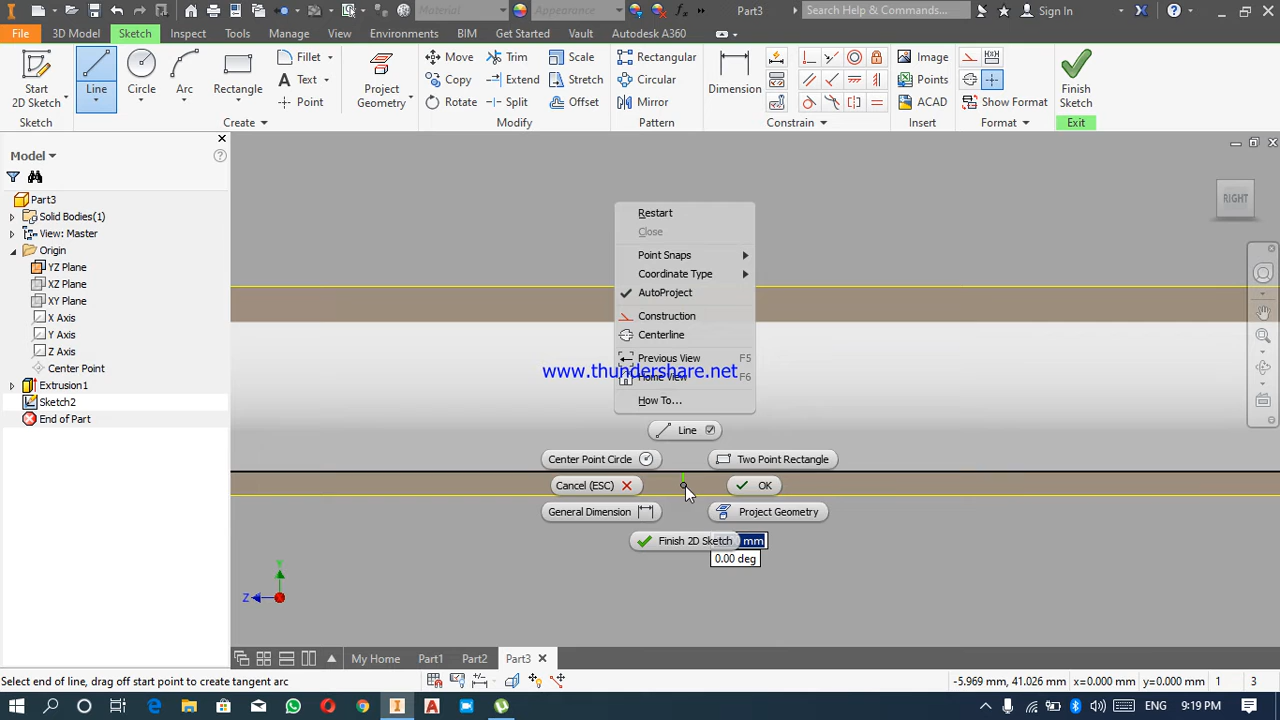 Material
Appearance
Part3
Search Help & Commands...
Sign In
File
3D Model
Sketch
Inspect
Tools
Manage
View
Environments
BIM
Get Started
Vault
Autodesk A360
Start
2D Sketch
Line
Circle
Arc
Rectangle
Fillet
Text
Point
Project
Geometry
Move
Copy
Rotate
Trim
Extend
Split
Scale
Stretch
Offset
Rectangular
Circular
Mirror
Dimension
Image
Points
ACAD
Show Format
Finish
Sketch
Sketch
Create
Modify
Pattern
Constrain
Insert
Format
Exit
Model
Part3
Solid Bodies(1)
View: Master
Origin
YZ Plane
XZ Plane
XY Plane
X Axis
Y Axis
Z Axis
Center Point
Extrusion1
Sketch2
End of Part
RIGHT
Restart
Close
Point Snaps
Coordinate Type
AutoProject
Construction
Centerline
Previous View F5
www.thundershare.net
Home View F6
How To...
Line
Center Point Circle
Two Point Rectangle
Cancel (ESC)
OK
General Dimension
Project Geometry
Finish 2D Sketch
mm
0.00 deg
Y
Z
My Home
Part1
Part2
Part3
Select end of line, drag off start point to create tangent arc
-5.969 mm, 41.026 mm
x=0.000 mm
y=0.000 mm
1
3
ENG
9:19 PM